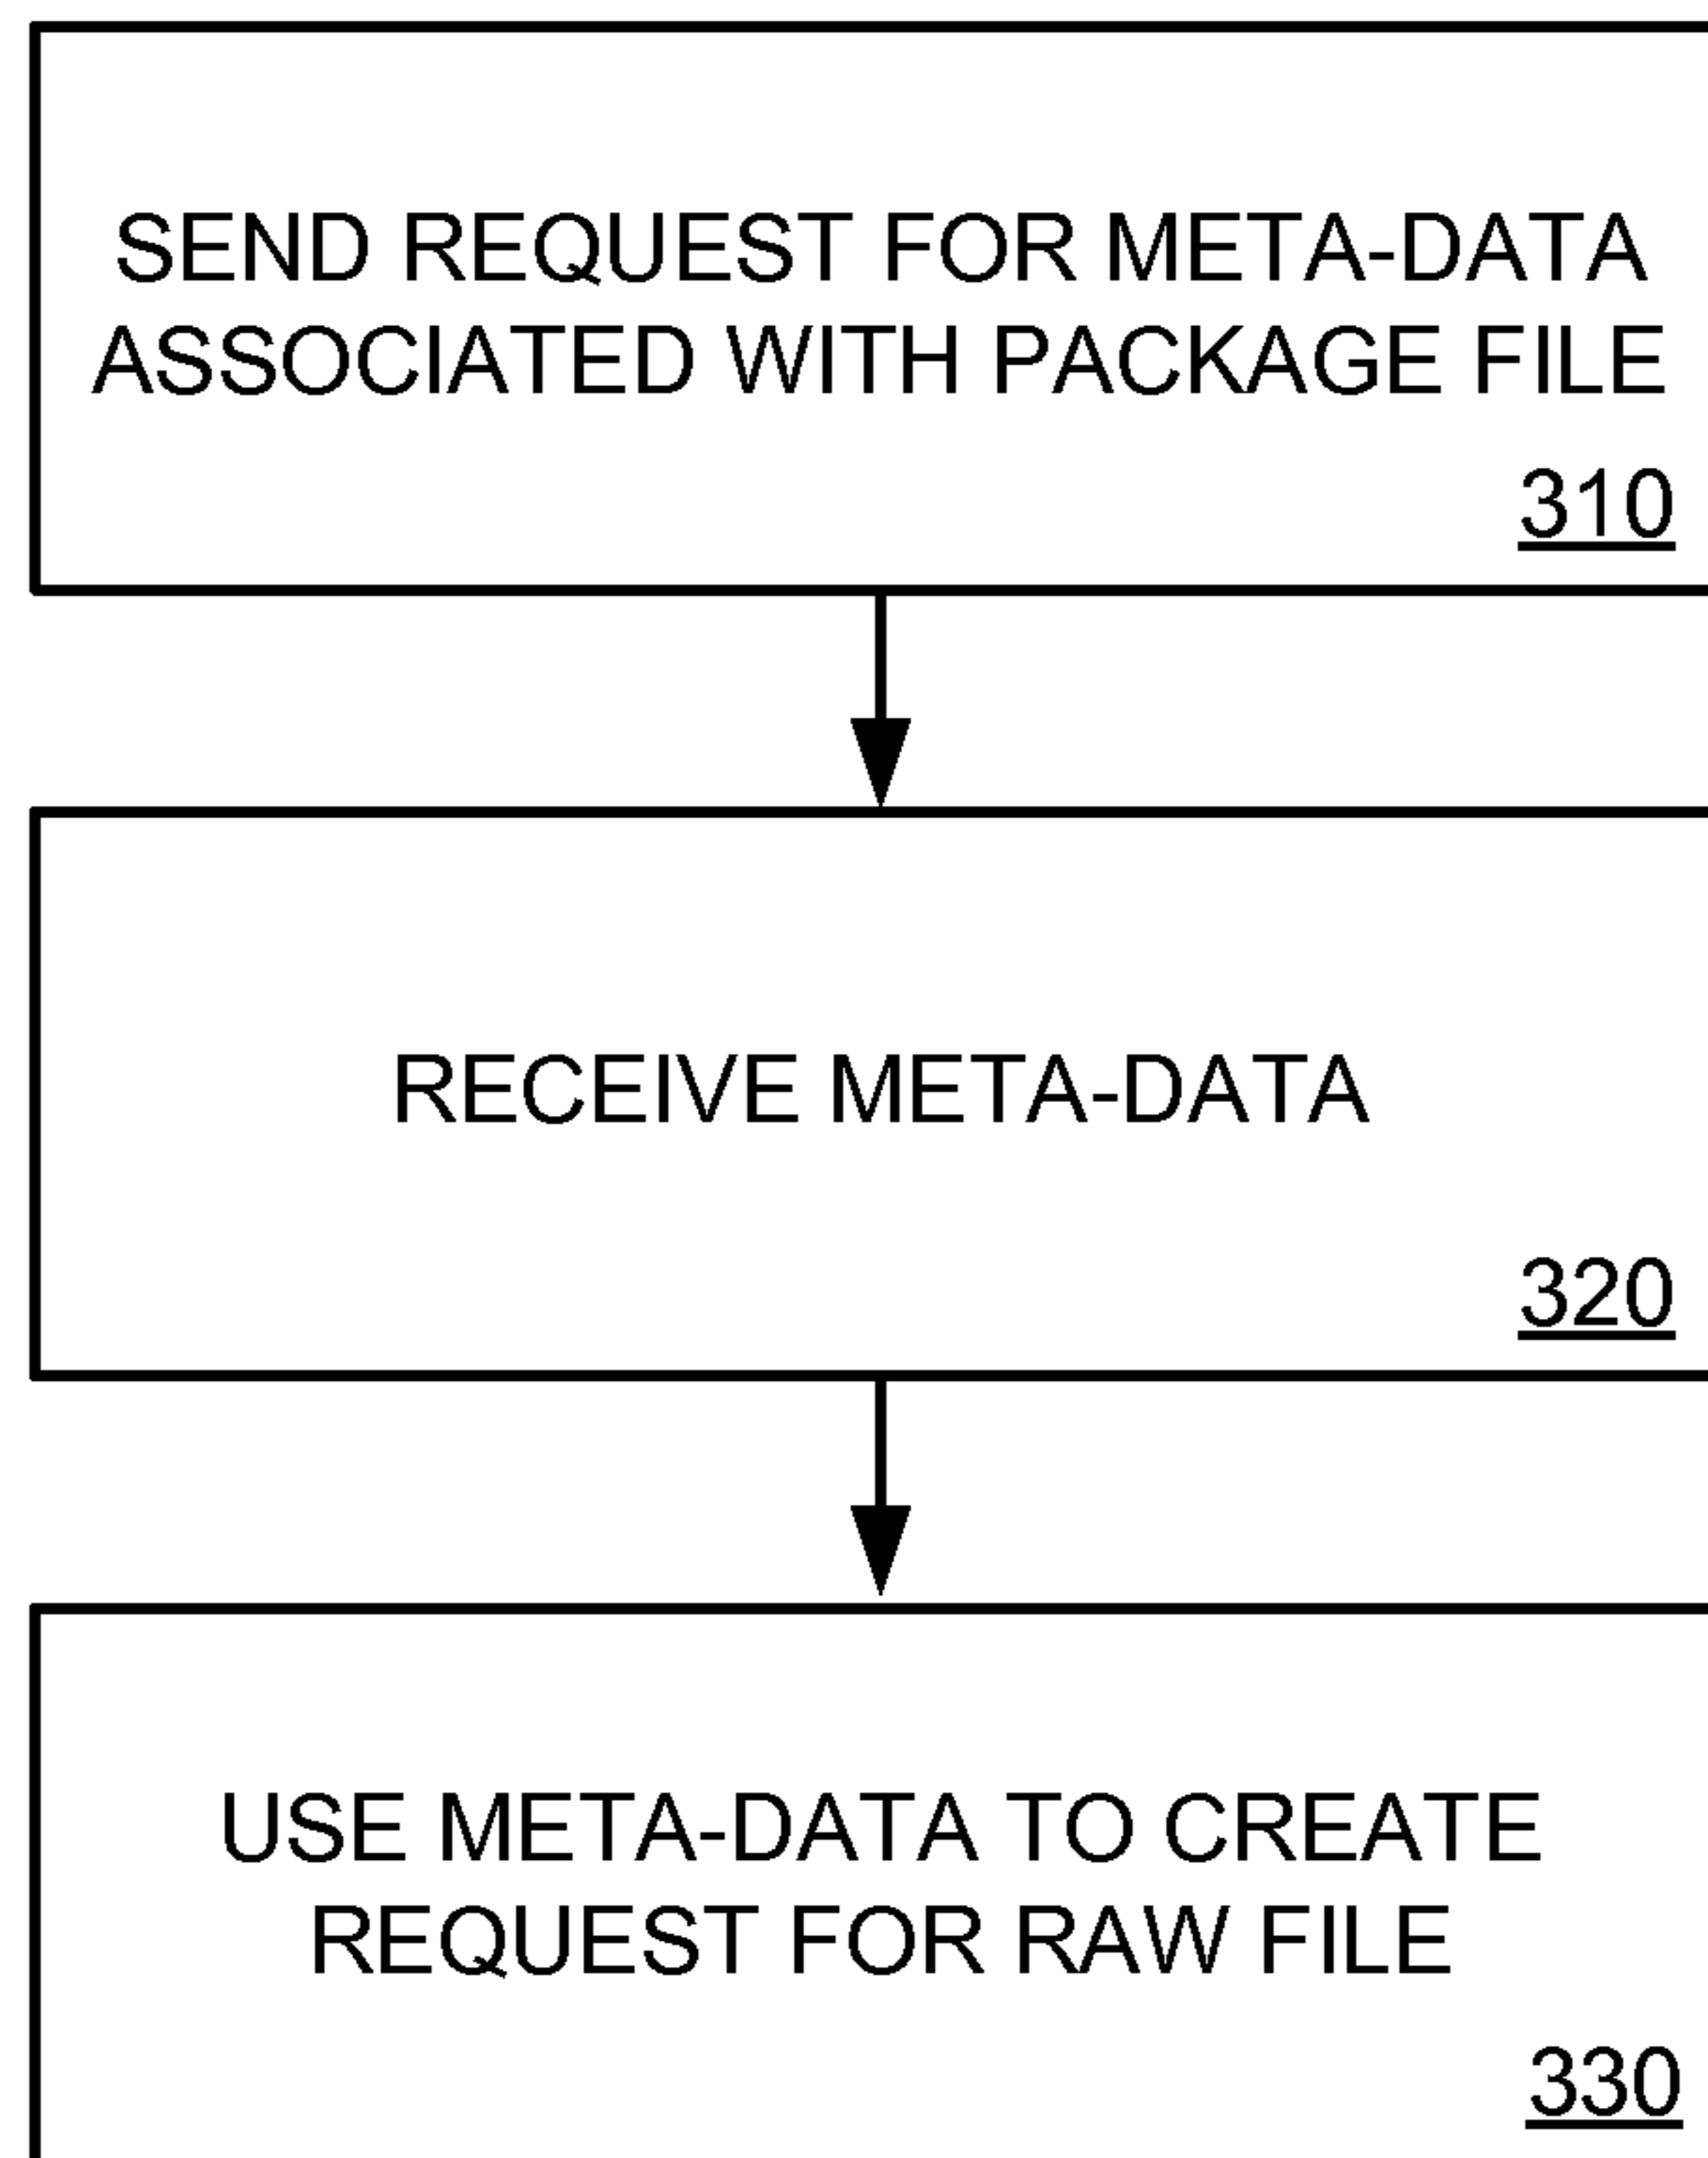 SEND REQUEST FOR META-DATA
ASSOCIATED WITH PACKAGE FILE
310
RECEIVE META-DATA
320
USE META-DATA TO CREATE
REQUEST FOR RAW FILE
330